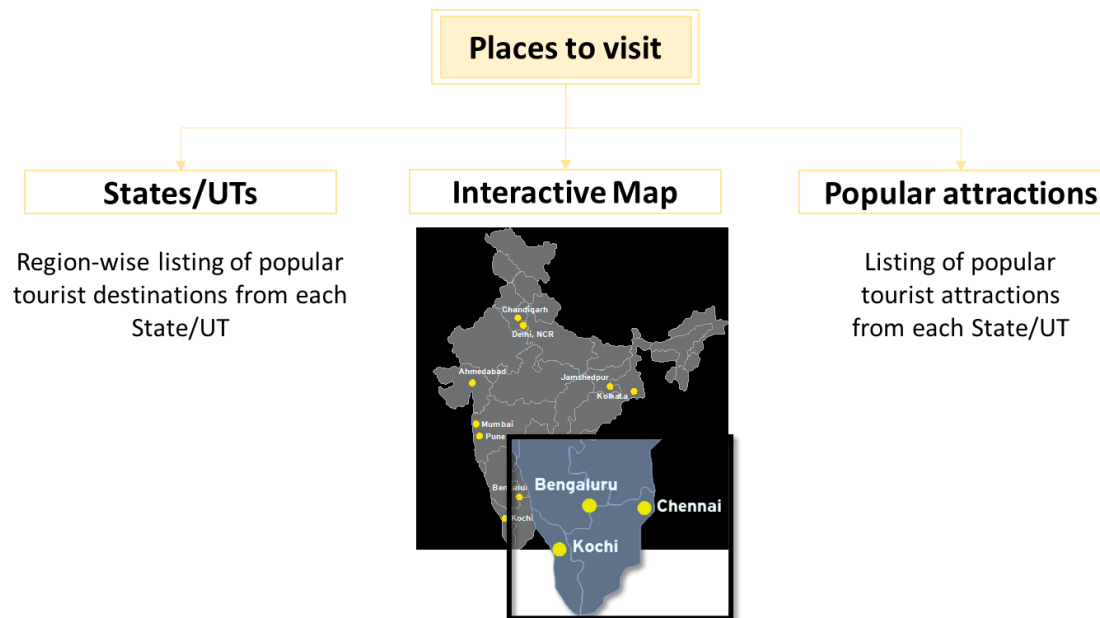 Places to visit
States/UTs
Interactive Map
Popular attractions
Region-wise listing of popular
tourist destinations from each
State/UT
Listing of popular
tourist attractions
from each State/UT
Chandigarh
Delhi, NCR
Ahmedabad
Jamshedpur
Kolkata
Mumbai
Pune
Kochi
Bengaluru
Chennai
Kochi